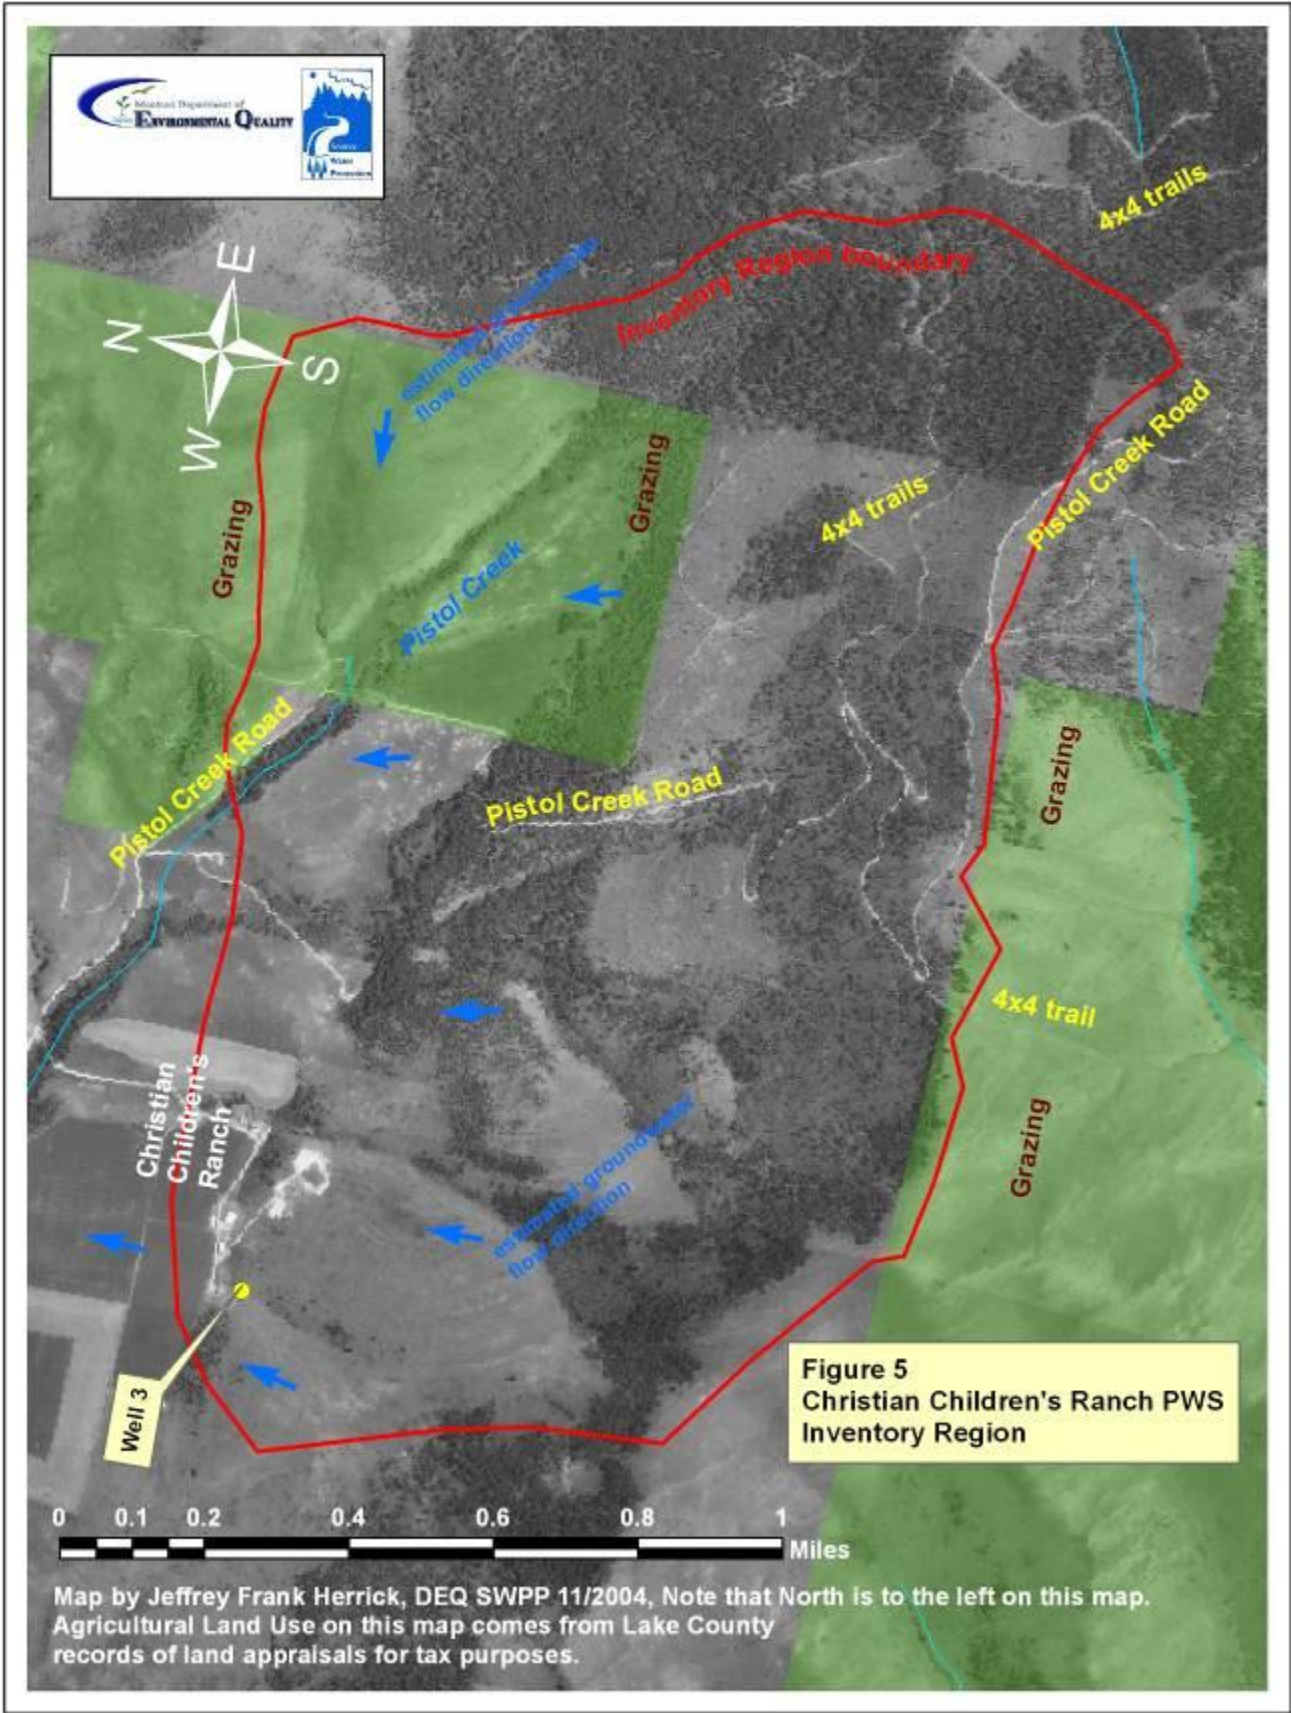 Montana Department of
ENVIRONMENTAL QUALITY
Source
Water
Protection
4x4 trails
Inventory Region boundary
estimated groundwater
flow direction
E
N
S
W
Pistol Creek Road
Grazing
Grazing
4x4 trails
Pistol Creek
Pistol Creek Road
Pistol Creek Road
Grazing
4x4 trail
Christian
Children's
Ranch
Grazing
estimated groundwater
flow direction
Well 3
Figure 5
Christian Children's Ranch PWS
Inventory Region
0 0.1 0.2 0.4 0.6 0.8 1
Miles
Map by Jeffrey Frank Herrick, DEQ SWPP 11/2004, Note that North is to the left on this map.
Agricultural Land Use on this map comes from Lake County
records of land appraisals for tax purposes.